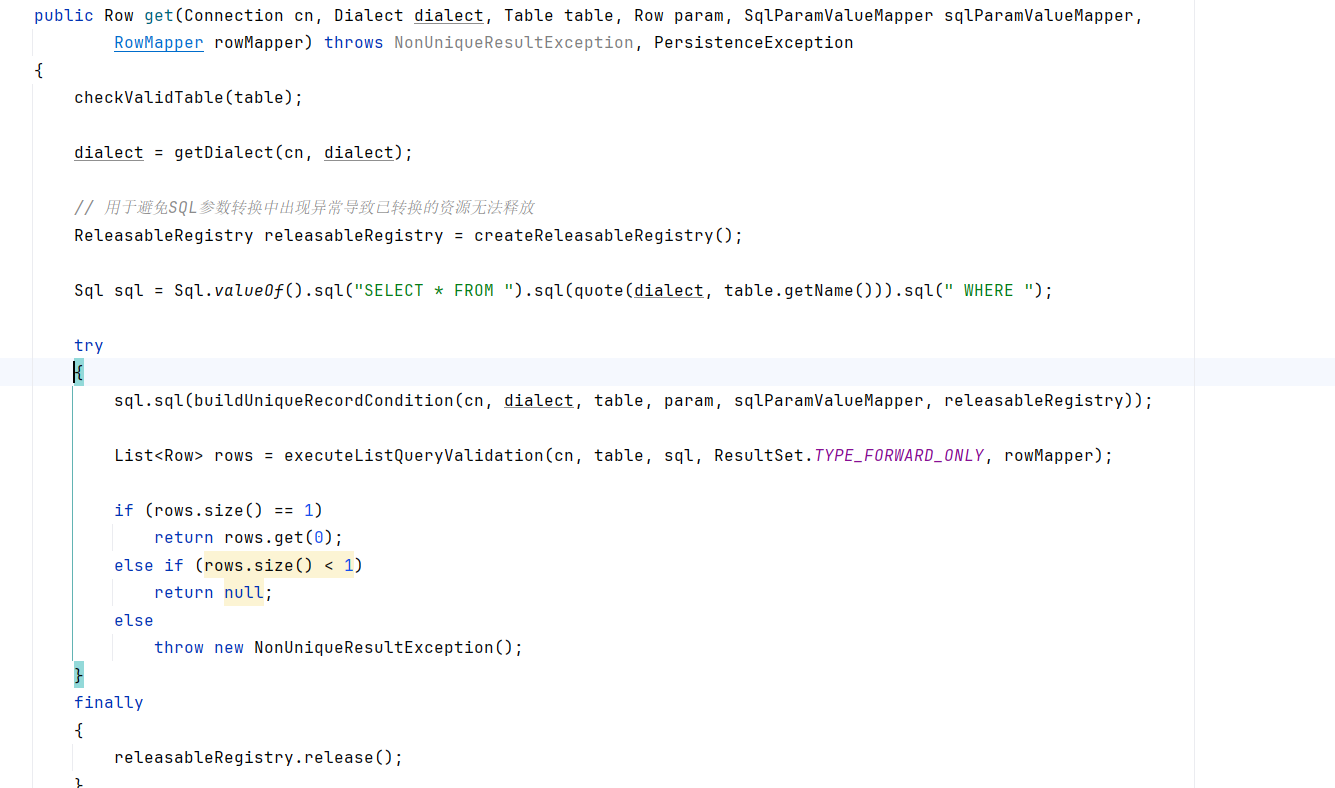 public Row get(Connection cn, Dialect dialect, Table table, Row param, SqlParamValueMapper sqlParamValueMapper,
RowMapper rowMapper) throws NonUniqueResultException, PersistenceException
{
checkValidTable(table);
dialect = getDialect(cn, dialect);
// 用于避免SQL参数转换中出现异常导致已转换的资源无法释放
ReleasableRegistry releasableRegistry = createReleasableRegistry();
Sql sql = Sql.valueOf().sql("SELECT * FROM ").sql(quote(dialect, table.getName())).sql(" WHERE ");
try
{
sql.sql(buildUniqueRecordCondition(cn, dialect, table, param, sqlParamValueMapper, releasableRegistry));
List<Row> rows = executeListQueryValidation(cn, table, sql, ResultSet.TYPE_FORWARD_ONLY, rowMapper);
if (rows.size() == 1)
return rows.get(0);
else if (rows.size() < 1)
return null;
else
throw new NonUniqueResultException();
}
finally
{
releasableRegistry.release();
}